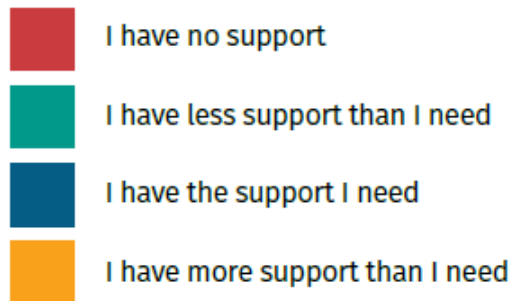 I have no support
I have less support than I need
I have the support I need
I have more support than I need